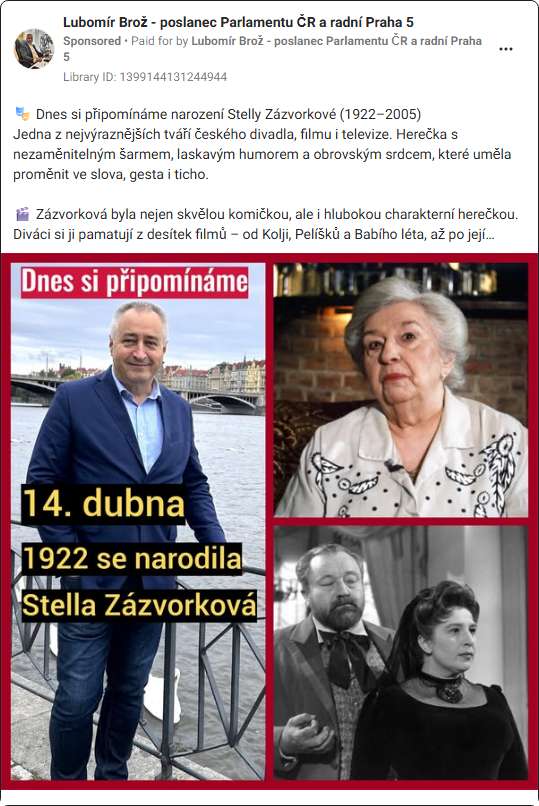 Lubomír Brož - poslanec Parlamentu ČR a radní Praha 5
Sponsored • Paid for by Lubomír Brož - poslanec Parlamentu ČR a radní Praha
5
Library ID: 1399144131244944
🎭 Dnes si připomínáme narození Stelly Zázvorkové (1922–2005)
Jedna z nejvýraznějších tváří českého divadla, filmu i televize. Herečka s
nezaměnitelným šarmem, laskavým humorem a obrovským srdcem, které uměla
proměnit ve slova, gesta i ticho.
🎬 Zázvorková byla nejen skvělou komičkou, ale i hlubokou charakterní herečkou.
Diváci si ji pamatují z desítek filmů – od Kolji, Pelíšků a Babího léta, až po její…
Dnes si připomínáme
14. dubna
1922 se narodila
Stella Zázvorková